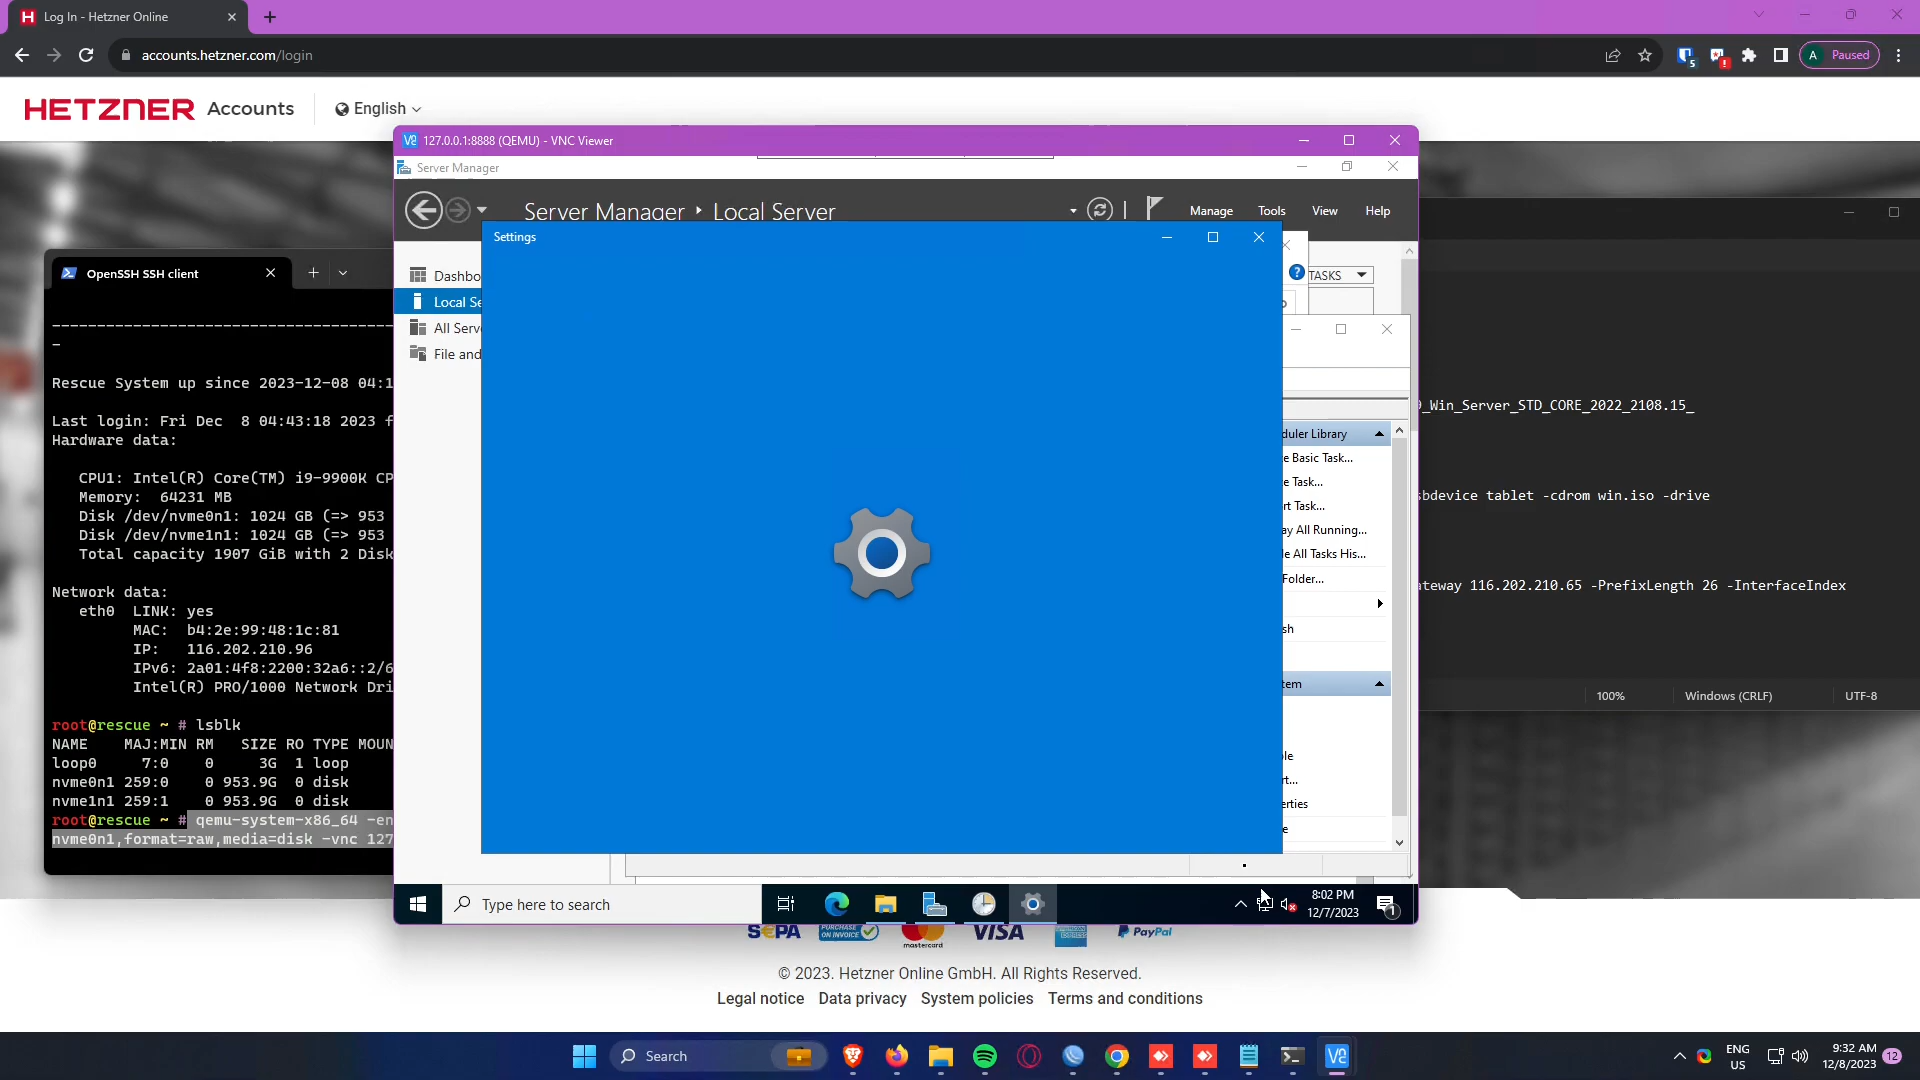 Log In - Hetzner Online
accounts.hetzner.com/login
5
A Paused
HETZNER Accounts
English
127.0.0.1:8888 (QEMU) - VNC Viewer
Server Manager
Server Manager
Local Server
Manage Tools View Help
Settings
OpenSSH SSH client
Dashbo
Local Se
All Serv
File and
TASKS
Rescue System up since 2023-12-08 04:1
Last login: Fri Dec 8 04:43:18 2023 f
Hardware data:
CPU1: Intel(R) Core(TM) i9-9900K CP
Memory: 64231 MB
Disk /dev/nvme0n1: 1024 GB (=> 953
Disk /dev/nvme1n1: 1024 GB (=> 953
Total capacity 1907 GiB with 2 Disk
Network data:
eth0 LINK: yes
MAC: b4:2e:99:48:1c:81
IP: 116.202.210.96
IPv6: 2a01:4f8:2200:32a6::2/6
Intel(R) PRO/1000 Network Dri
root@rescue ~ # lsblk
NAME MAJ:MIN RM SIZE RO TYPE MOUN
loop0 7:0 0 3G 1 loop
nvme0n1 259:0 0 953.9G 0 disk
nvme1n1 259:1 0 953.9G 0 disk
root@rescue ~ # qemu-system-x86_64 -en
nvme0n1,format=raw,media=disk -vnc 127
duler Library
e Basic Task...
e Task...
rt Task...
ay All Running...
le All Tasks His...
Folder...
sh
tem
le
rt...
erties
e
_Win_Server_STD_CORE_2022_2108.15_
bdevice tablet -cdrom win.iso -drive
teway 116.202.210.65 -PrefixLength 26 -InterfaceIndex
100% Windows (CRLF) UTF-8
Type here to search
8:02 PM
12/7/2023
1
SEPA PURCHASE ON INVOICE mastercard VISA PayPal
© 2023. Hetzner Online GmbH. All Rights Reserved.
Legal notice Data privacy System policies Terms and conditions
Search
ENG
US
9:32 AM
12/8/2023
12